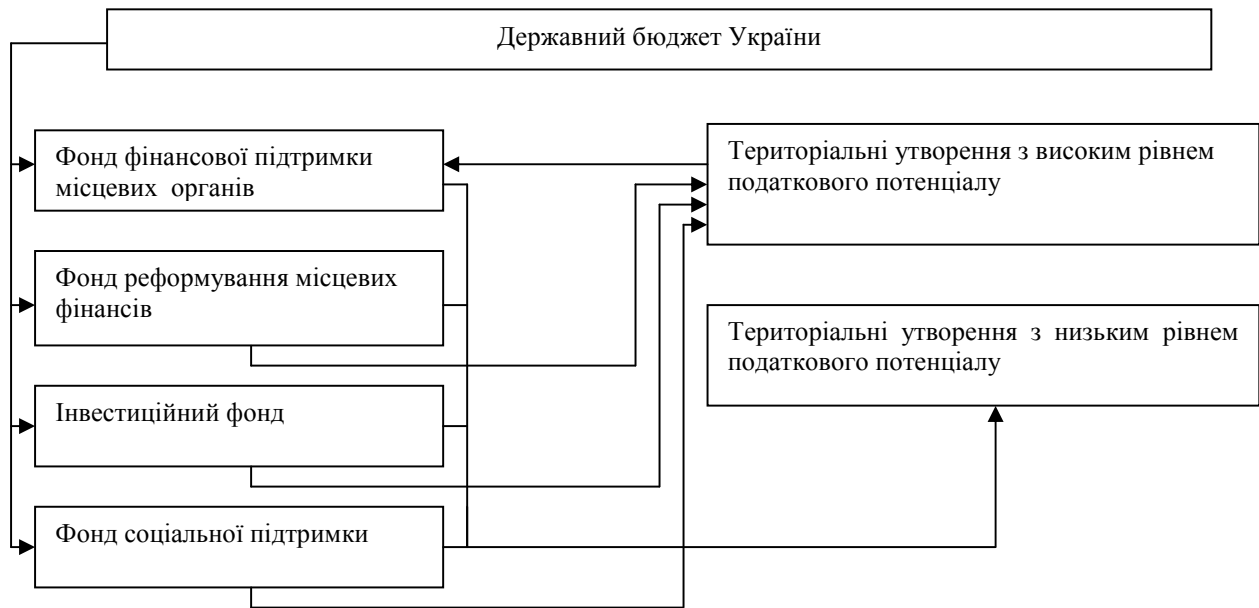 Державний бюджет України
Фонд фінансової підтримки
місцевих органів
Територіальні утворення з високим рівнем
податкового потенціалу
Фонд реформування місцевих
фінансів
Територіальні утворення з низьким рівнем
податкового потенціалу
Інвестиційний фонд
Фонд соціальної підтримки